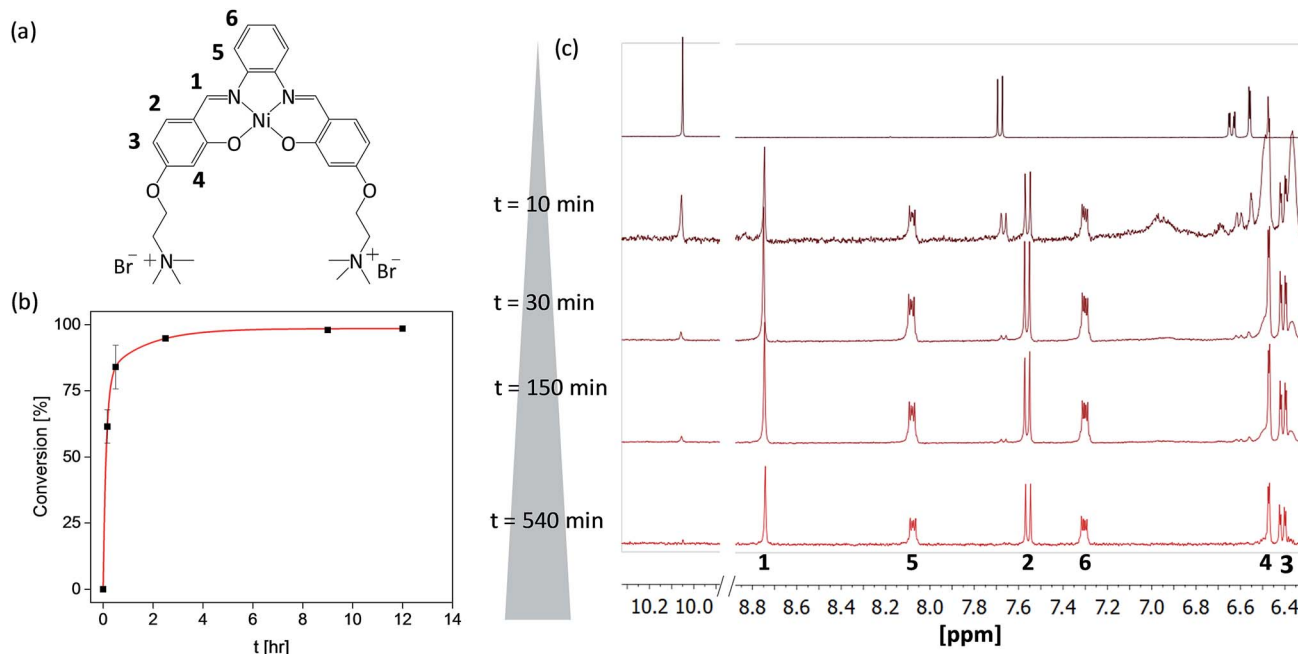 (a)
6
5
1
2
N
N
3
Ni
O
O
4
O
O
Br⁻
+
N
N
+
Br⁻
(b)
100
75
50
25
0
Conversion [%]
0 2 4 6 8 10 12 14
t [hr]
(c)
t = 10 min
t = 30 min
t = 150 min
t = 540 min
1 5 2 6 4 3
10.2 10.0 // 8.8 8.6 8.4 8.2 8.0 7.8 7.6 7.4 7.2 7.0 6.8 6.6 6.4
[ppm]